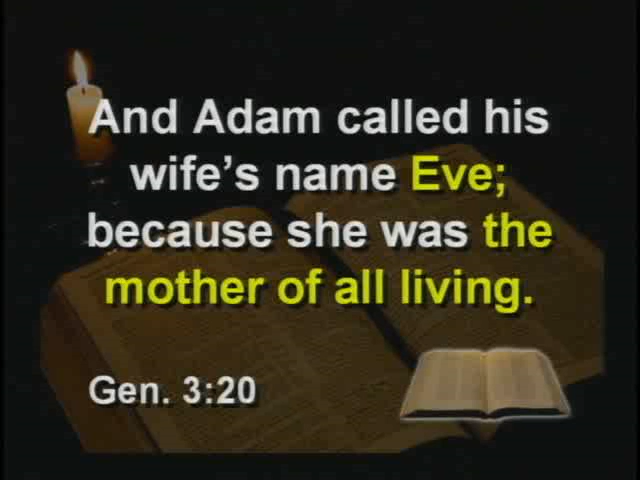 And Adam called his
wife’s name Eve;
because she was the
mother of all living.
Gen. 3:20